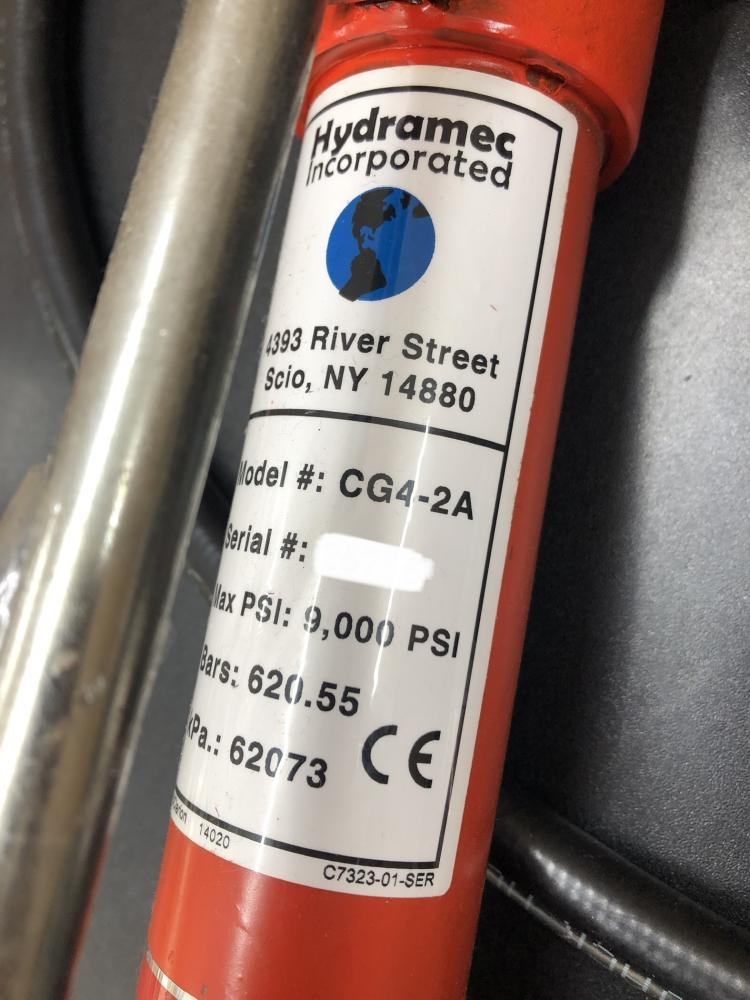 Hydramec
Incorporated
4393 River Street
Scio, NY 14880
Model #: CG4-2A
Serial #:
Max PSI: 9,000 PSI
Bars: 620.55
kPa.: 62073
CE
14020
C7323-01-SER